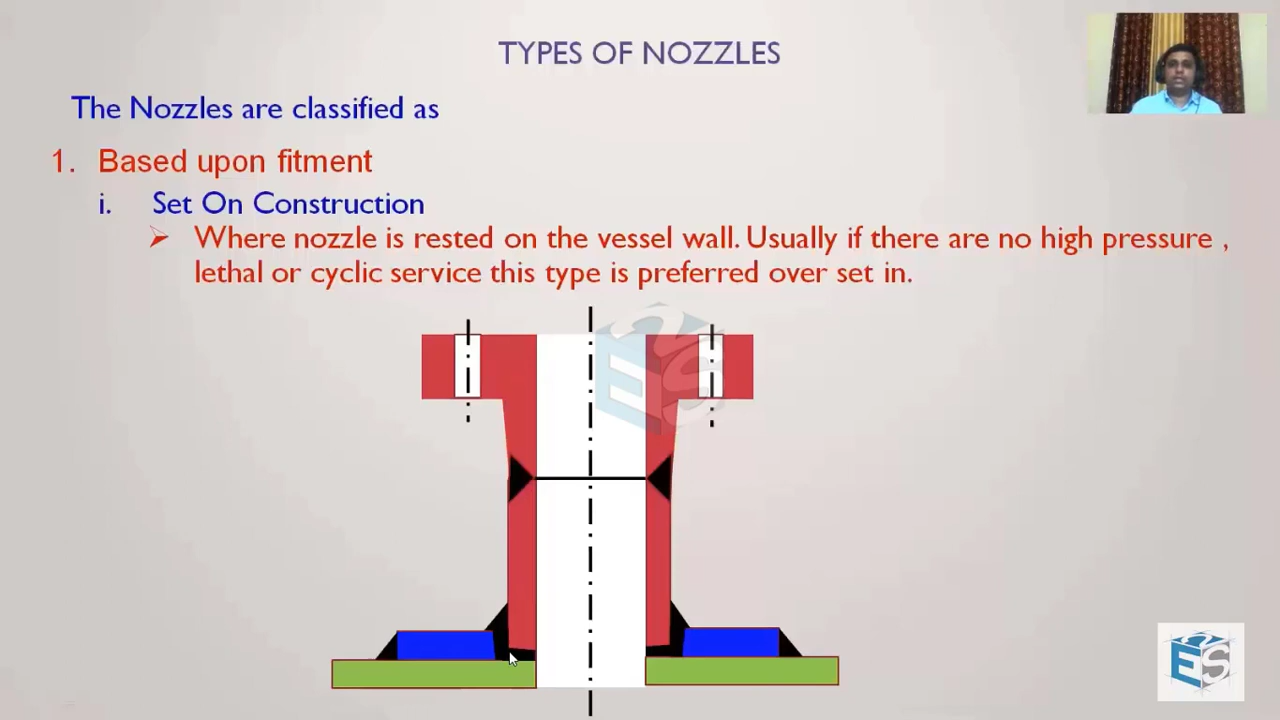 TYPES OF NOZZLES
The Nozzles are classified as
1. Based upon fitment
i. Set On Construction
Where nozzle is rested on the vessel wall. Usually if there are no high pressure ,
lethal or cyclic service this type is preferred over set in.
E2S
E2S